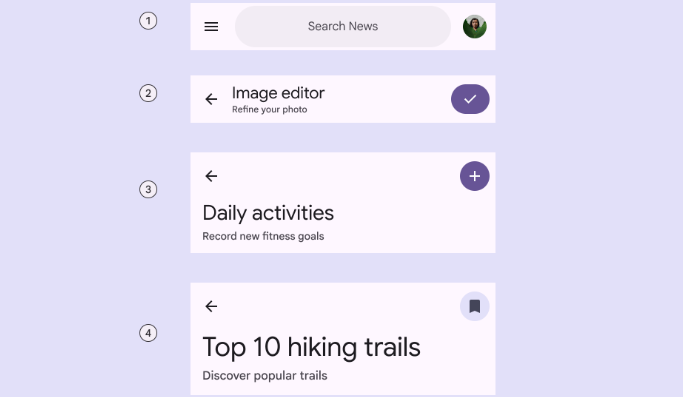 1
Search News
2
Image editor
Refine your photo
3
Daily activities
Record new fitness goals
4
Top 10 hiking trails
Discover popular trails